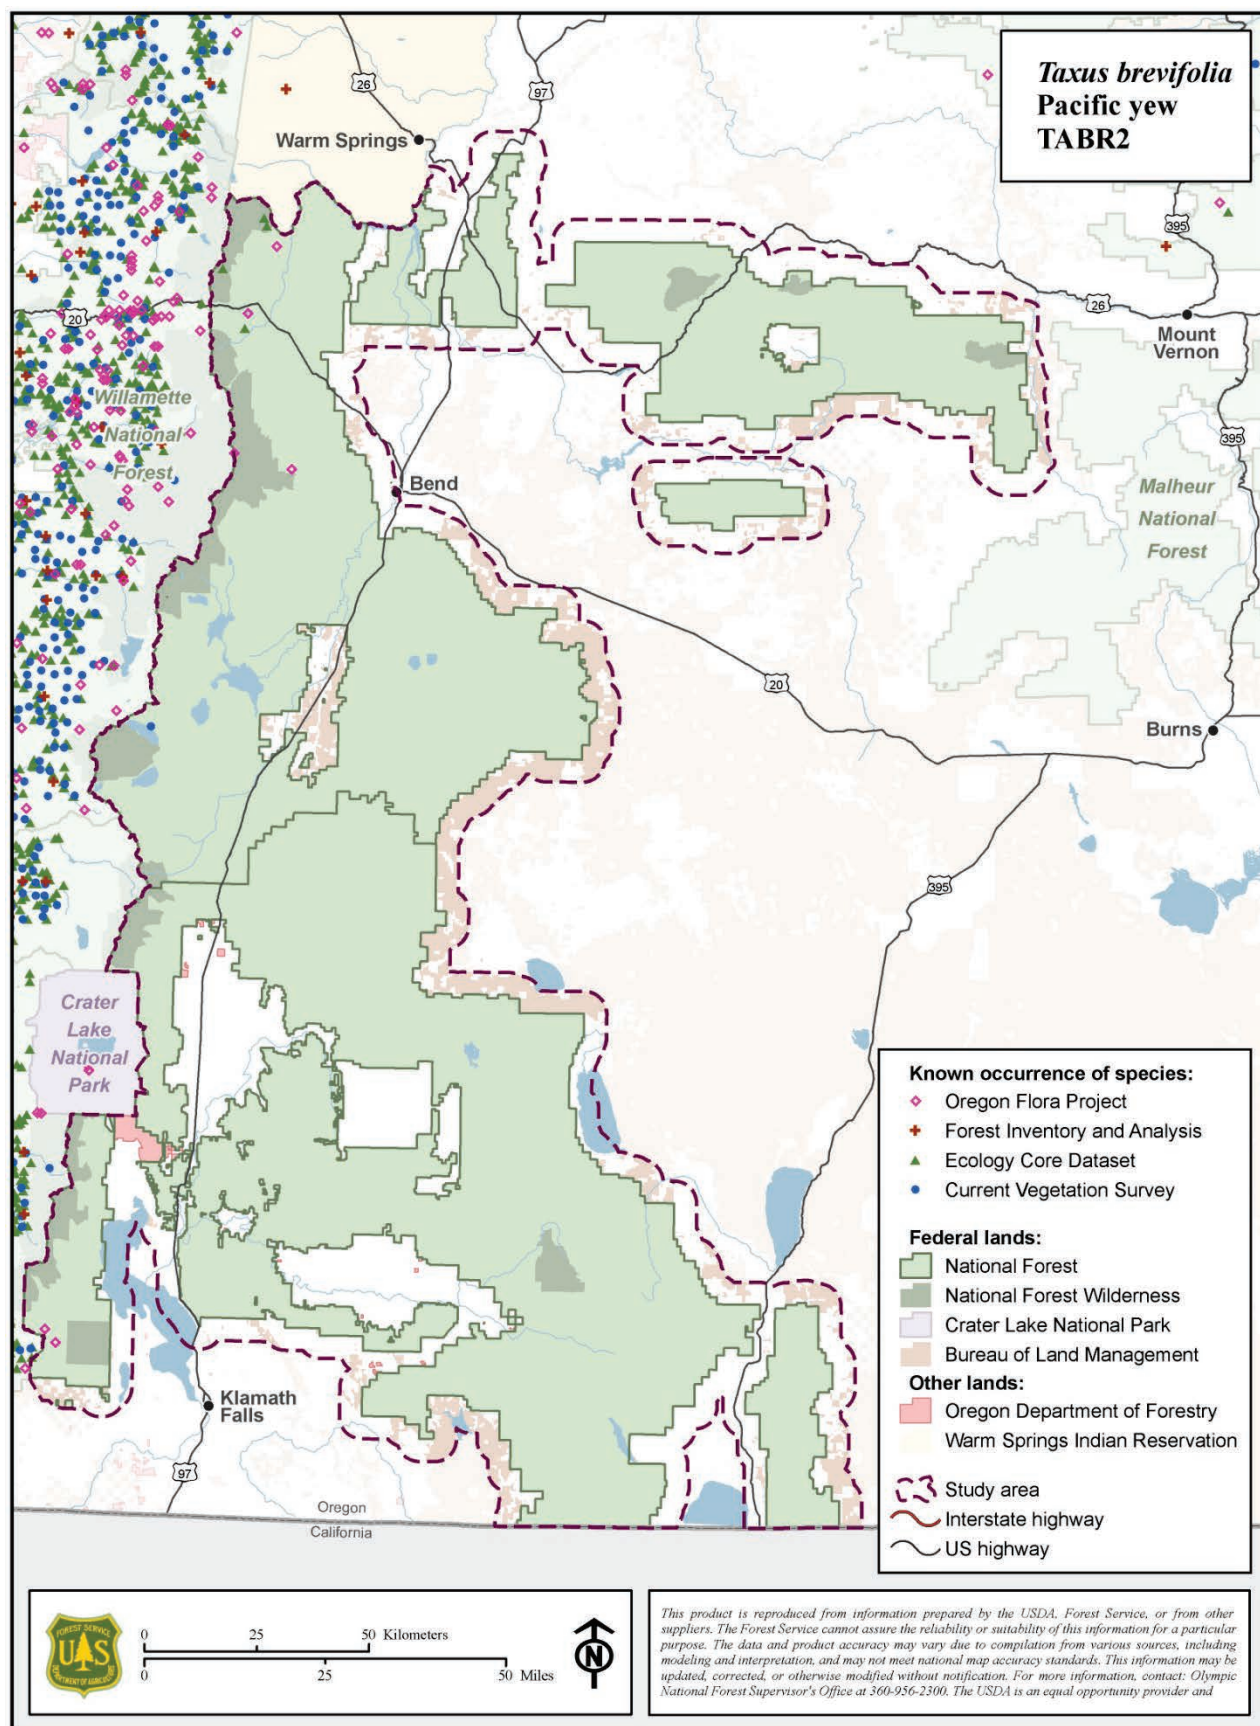 Taxus brevifolia
Pacific yew
TABR2
26
97
Warm Springs
395
20
26
Mount
Vernon
Willamette
National
Forest
395
Bend
Malheur
National
Forest
20
Burns
395
Crater
Lake
National
Park
Klamath
Falls
97
Oregon
California
Known occurrence of species:
Oregon Flora Project
Forest Inventory and Analysis
Ecology Core Dataset
Current Vegetation Survey
Federal lands:
National Forest
National Forest Wilderness
Crater Lake National Park
Bureau of Land Management
Other lands:
Oregon Department of Forestry
Warm Springs Indian Reservation
Study area
Interstate highway
US highway
FOREST SERVICE
U S
DEPARTMENT OF AGRICULTURE
0 25 50 Kilometers
0 25 50 Miles
N
This product is reproduced from information prepared by the USDA, Forest Service, or from other
suppliers. The Forest Service cannot assure the reliability or suitability of this information for a particular
purpose. The data and product accuracy may vary due to compilation from various sources, including
modeling and interpretation, and may not meet national map accuracy standards. This information may be
updated, corrected, or otherwise modified without notification. For more information, contact: Olympic
National Forest Supervisor's Office at 360-956-2300. The USDA is an equal opportunity provider and